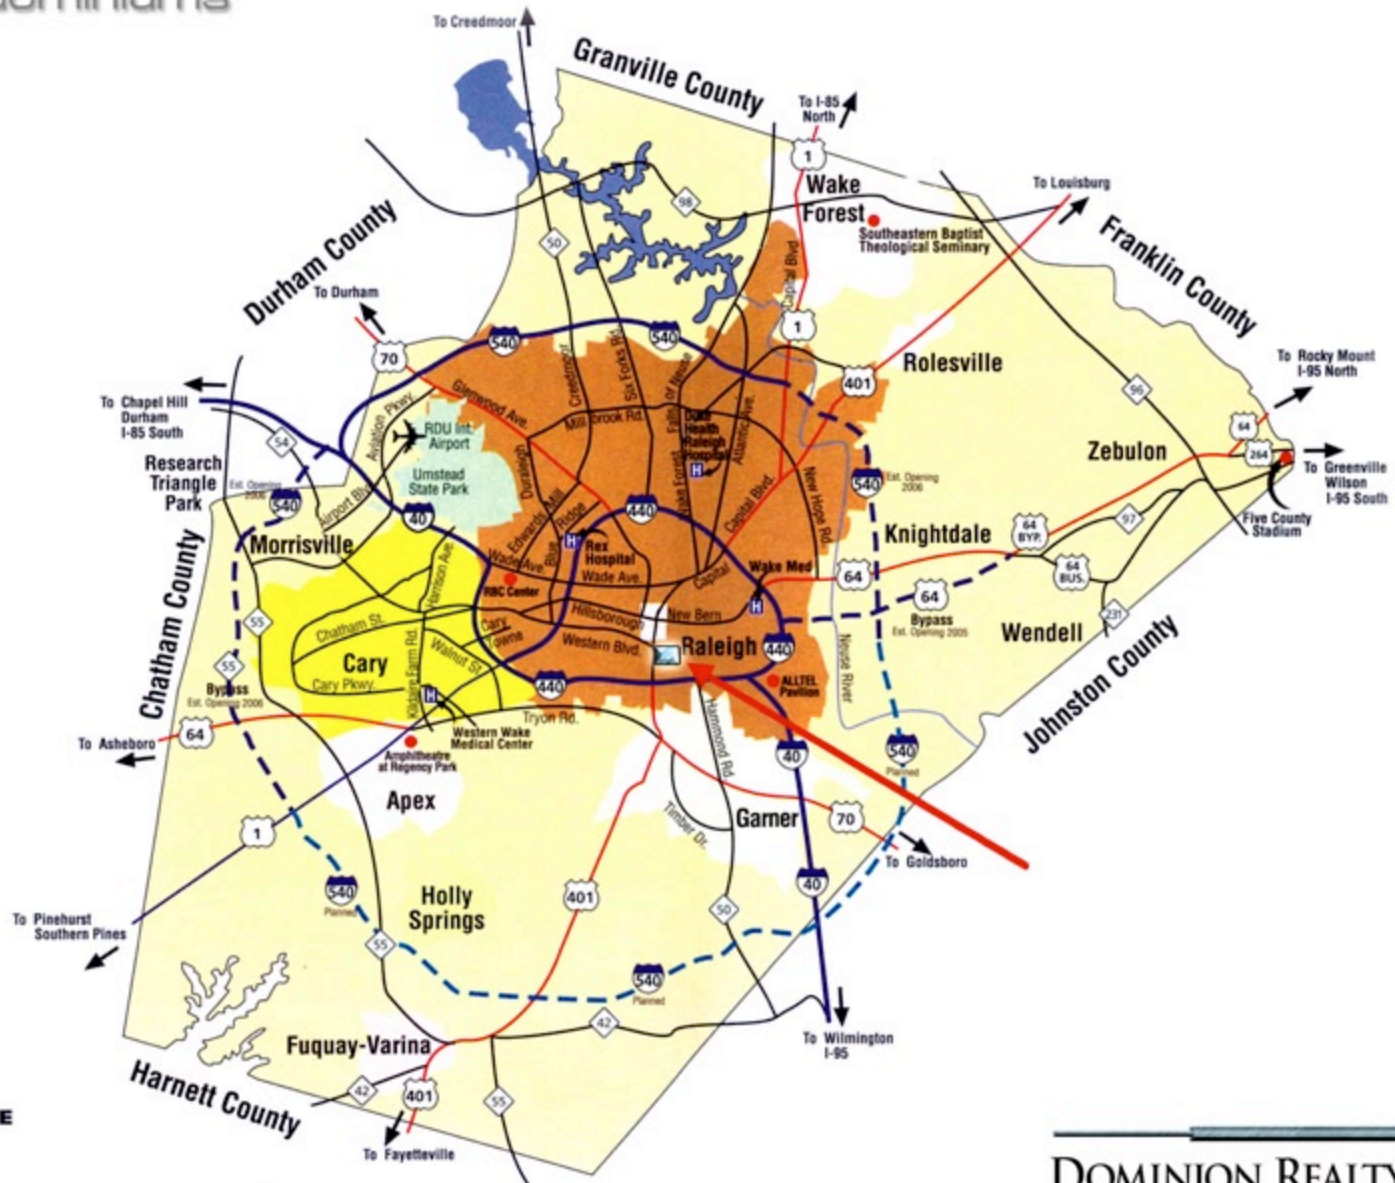 To Creedmoor
Granville County
To I-85
North
1
Wake
Forest
To Louisburg
98
Southeastern Baptist
Theological Seminary
Franklin County
Durham County
50
To Durham
Capital Blvd
1
70
540
540
Creedmoor
Six Forks Rd.
Falls of Neuse
Rolesville
401
To Rocky Mount
I-95 North
96
To Chapel Hill
Durham
I-85 South
Aviation Pkwy.
Glenwood Ave.
Millbrook Rd.
Atlantic Ave.
54
RDU Int.
Airport
Duke
Health
Raleigh
Hospital
H
64
Zebulon
264
To Greenville
Wilson
I-95 South
Research
Triangle
Park
Est. Opening
2006
540
Umstead
State Park
Duraleigh
Wake Forest
New Hope Rd.
540
Est. Opening
2006
Airport Blvd.
40
Edwards Mill
Blue Ridge
440
Capital Blvd.
Five County
Stadium
97
64
BYP.
Knightdale
Morrisville
Harrison Ave.
Wade Ave.
H
Rex
Hospital
Wade Ave.
Capital
Wake Med
H
64
64
BUS.
RBC Center
Chatham County
55
Chatham St.
Hillsborough
New Bern
64
Bypass
Est. Opening 2005
231
Cary
Towne
Western Blvd.
Raleigh
440
Wendell
Neuse River
Johnston County
Cary
Kildaire Farm Rd.
Walnut St.
55
Bypass
Est. Opening 2006
Cary Pkwy.
H
440
ALLTEL
Pavilion
Tryon Rd.
Hammond Rd
64
To Asheboro
Western Wake
Medical Center
Amphitheatre
at Regency Park
40
540
Planned
Apex
Timber Dr.
Garner
70
1
To Goldsboro
540
Planned
Holly
Springs
401
40
50
To Pinehurst
Southern Pines
55
540
Planned
42
Fuquay-Varina
To Wilmington
I-95
Harnett County
42
401
55
To Fayetteville
DOMINION REALTY